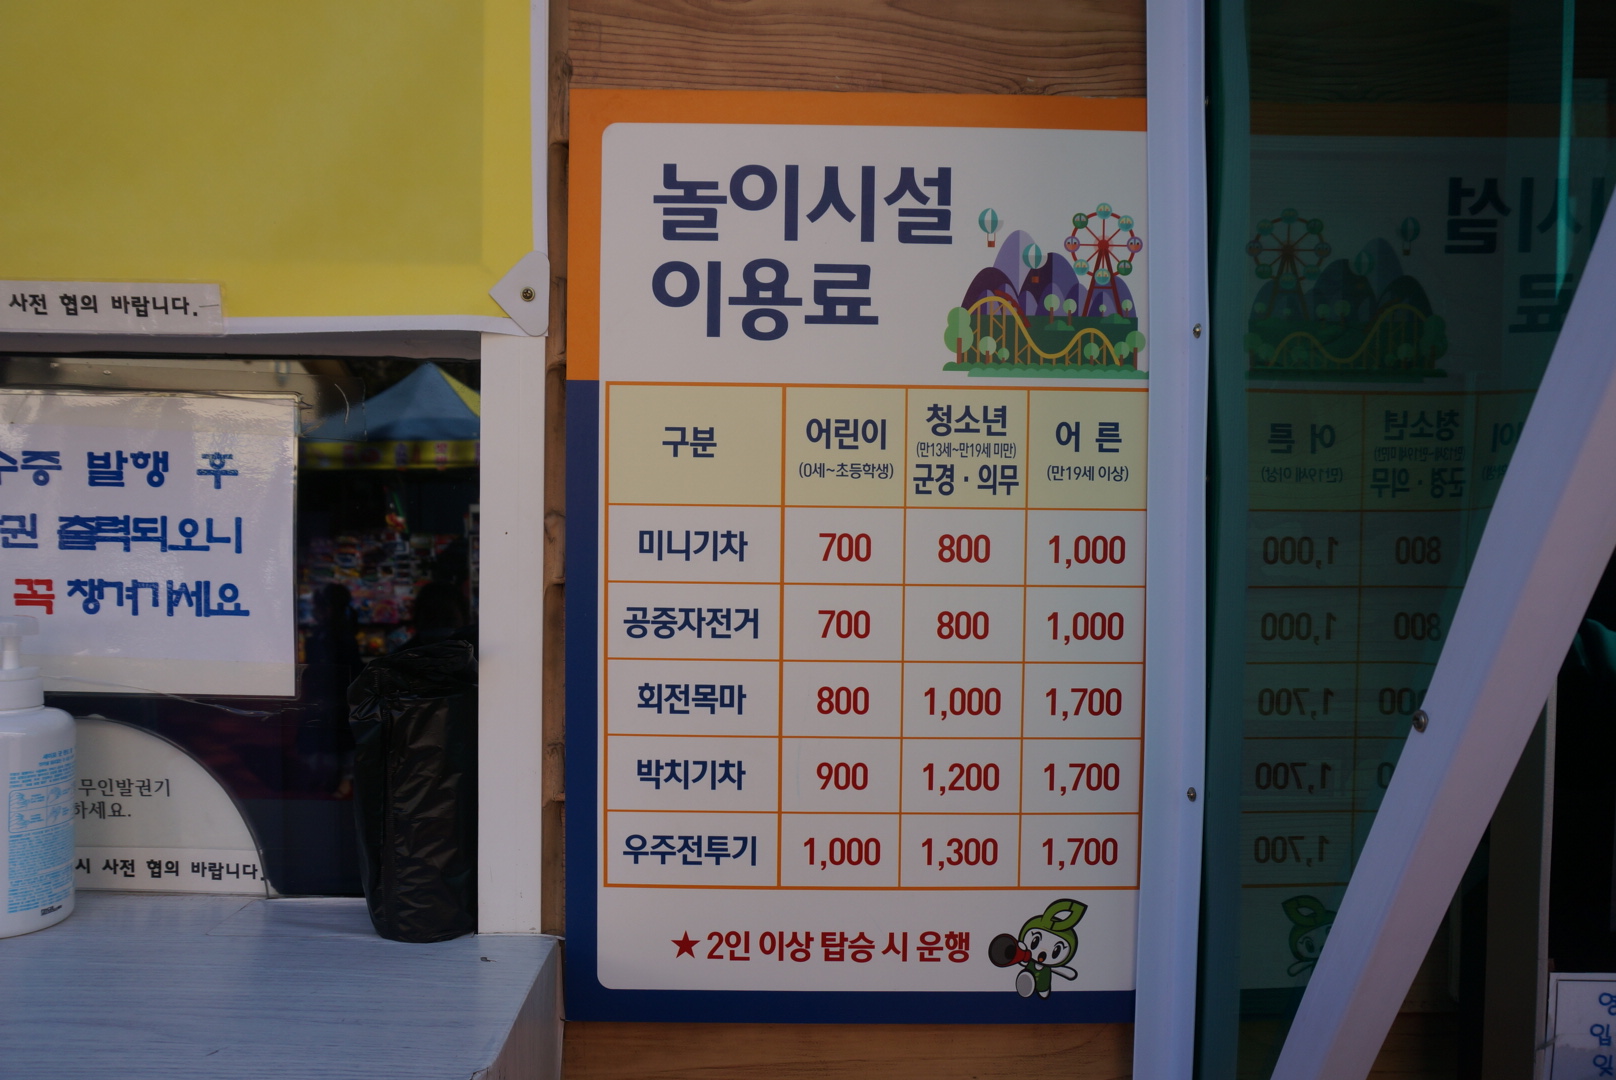 사전 협의 바랍니다.
수증 발행 후
권 출력되오니
꼭 챙겨가세요
무인발권기
하세요.
시 사전 협의 바랍니다.
놀이시설
이용료
구분 어린이 (0세~초등학생) 청소년 (만13세~만19세 미만) 군경·의무 어 른 (만19세 이상)
미니기차 700 800 1,000
공중자전거 700 800 1,000
회전목마 800 1,000 1,700
박치기차 900 1,200 1,700
우주전투기 1,000 1,300 1,700
★ 2인 이상 탑승 시 운행